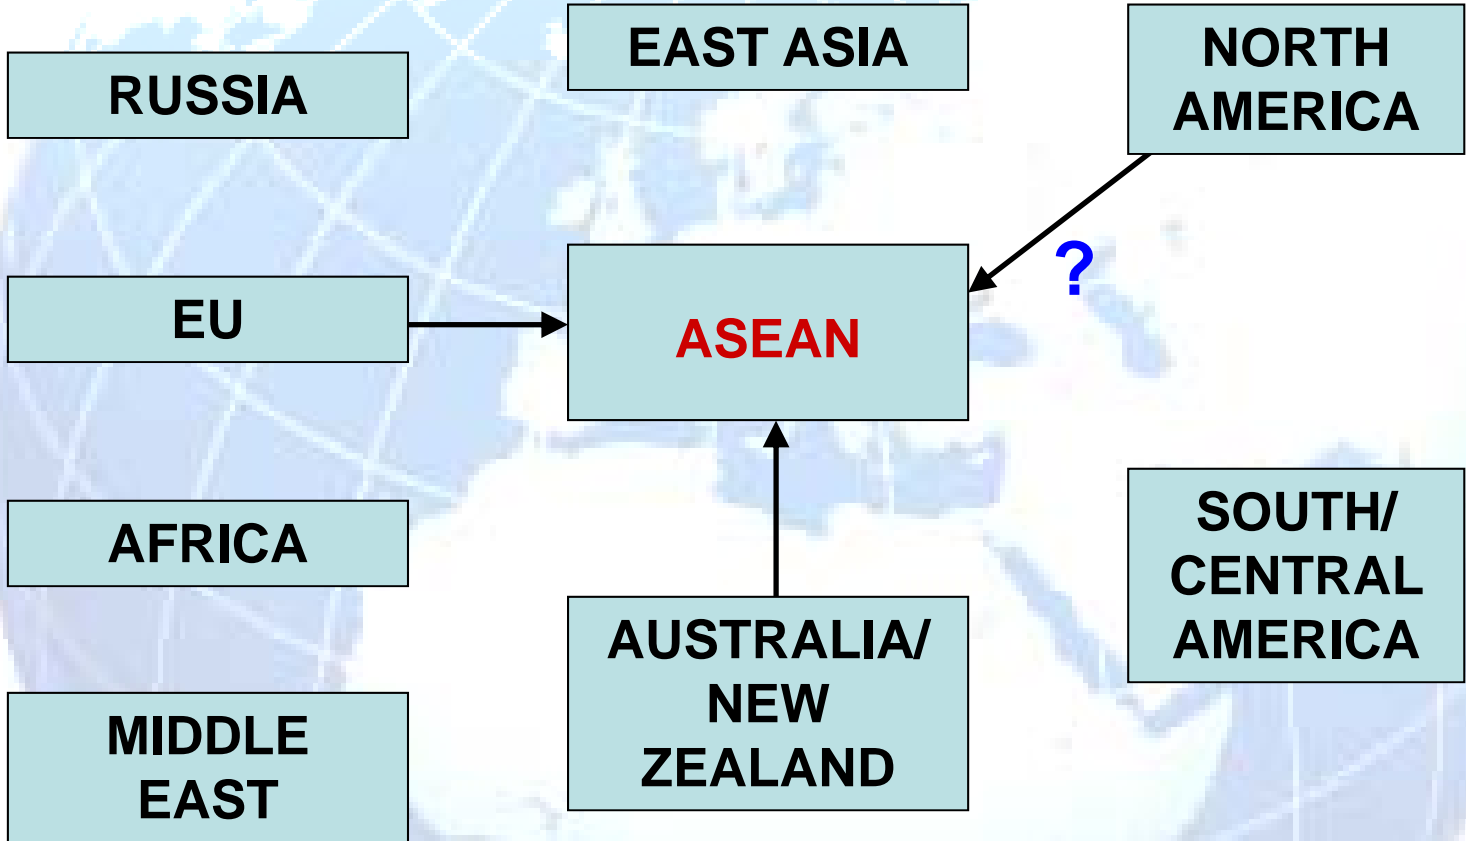 EAST ASIA
NORTH
AMERICA
RUSSIA
?
EU
ASEAN
AFRICA
SOUTH/
CENTRAL
AMERICA
AUSTRALIA/
NEW
ZEALAND
MIDDLE
EAST